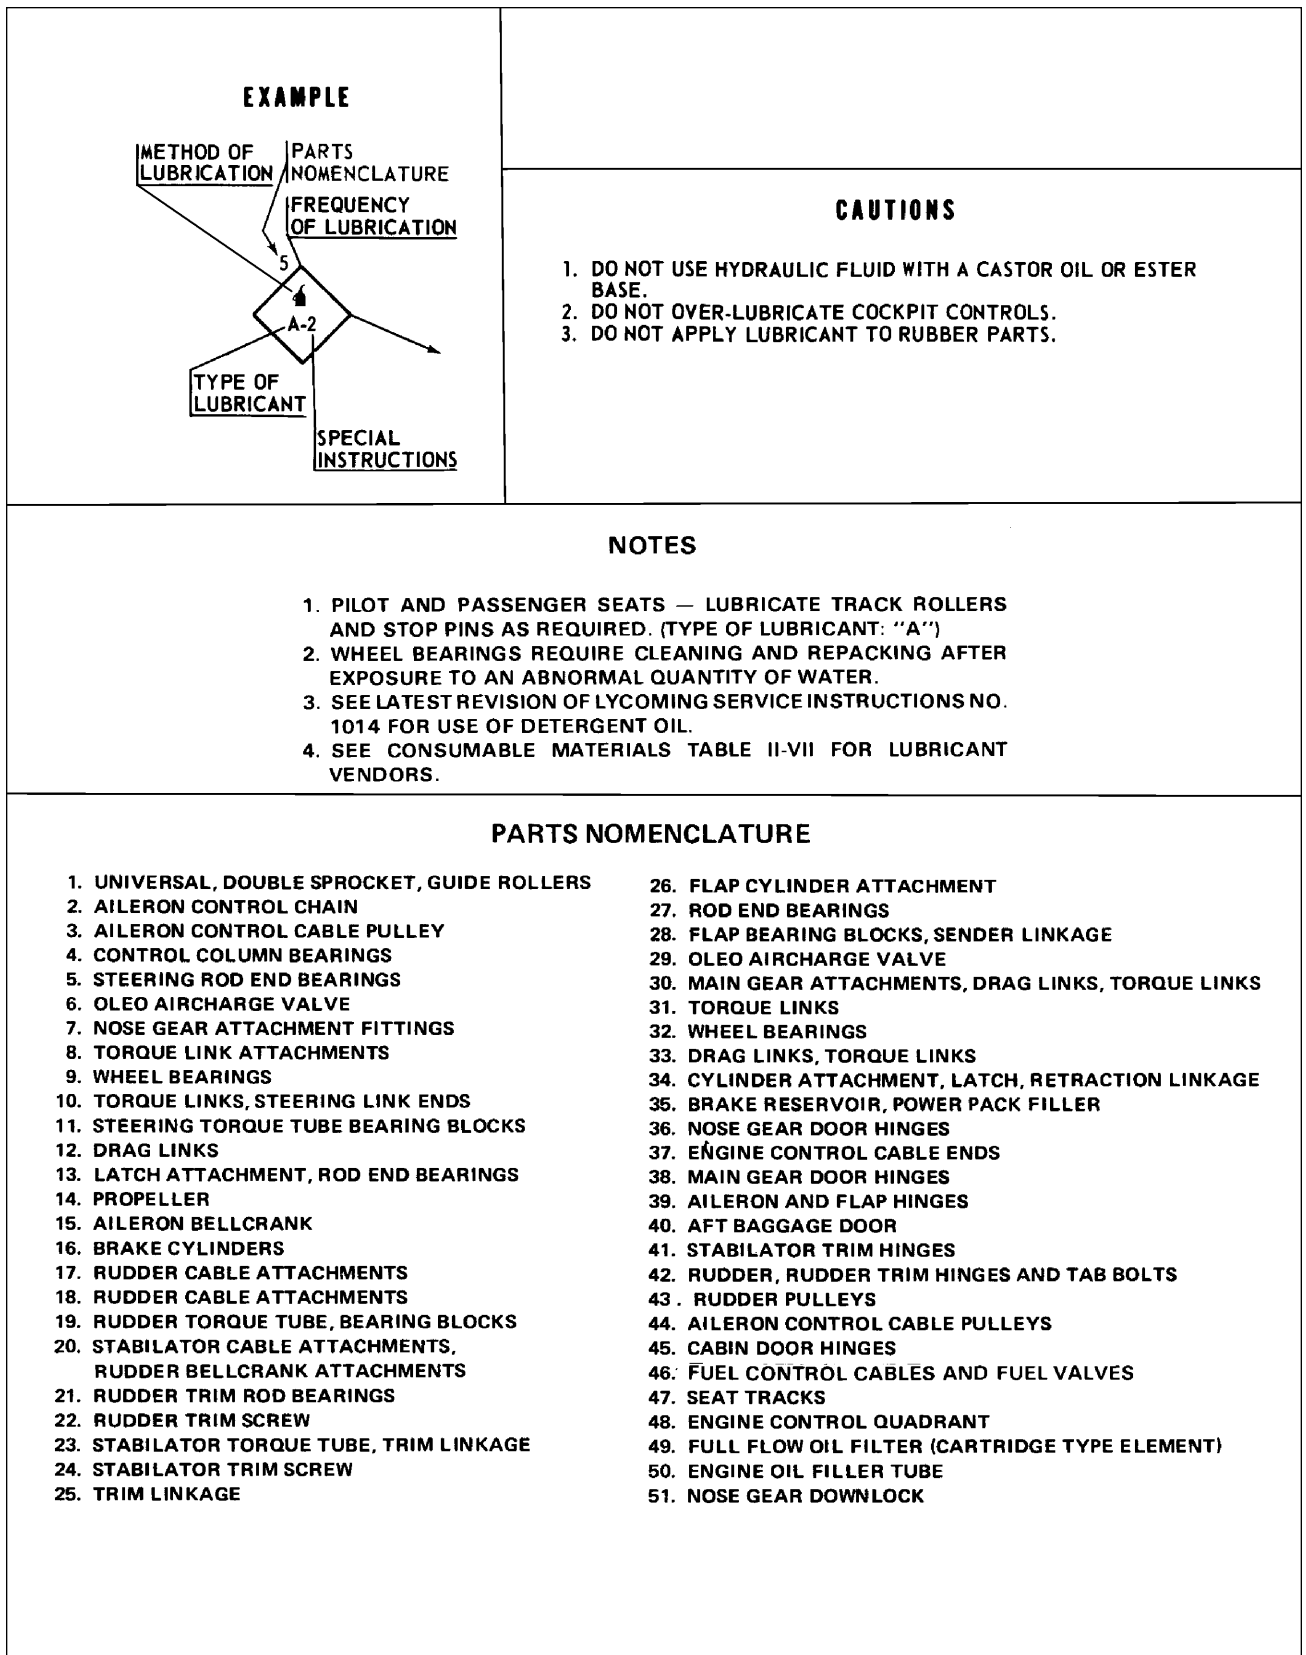 EXAMPLE
METHOD OF
LUBRICATION
PARTS
NOMENCLATURE
FREQUENCY
OF LUBRICATION
5
A-2
TYPE OF
LUBRICANT
SPECIAL
INSTRUCTIONS
CAUTIONS
1. DO NOT USE HYDRAULIC FLUID WITH A CASTOR OIL OR ESTER
BASE.
2. DO NOT OVER-LUBRICATE COCKPIT CONTROLS.
3. DO NOT APPLY LUBRICANT TO RUBBER PARTS.
NOTES
1. PILOT AND PASSENGER SEATS — LUBRICATE TRACK ROLLERS
AND STOP PINS AS REQUIRED. (TYPE OF LUBRICANT: "A")
2. WHEEL BEARINGS REQUIRE CLEANING AND REPACKING AFTER
EXPOSURE TO AN ABNORMAL QUANTITY OF WATER.
3. SEE LATEST REVISION OF LYCOMING SERVICE INSTRUCTIONS NO.
1014 FOR USE OF DETERGENT OIL.
4. SEE CONSUMABLE MATERIALS TABLE II-VII FOR LUBRICANT
VENDORS.
PARTS NOMENCLATURE
1. UNIVERSAL, DOUBLE SPROCKET, GUIDE ROLLERS
2. AILERON CONTROL CHAIN
3. AILERON CONTROL CABLE PULLEY
4. CONTROL COLUMN BEARINGS
5. STEERING ROD END BEARINGS
6. OLEO AIRCHARGE VALVE
7. NOSE GEAR ATTACHMENT FITTINGS
8. TORQUE LINK ATTACHMENTS
9. WHEEL BEARINGS
10. TORQUE LINKS, STEERING LINK ENDS
11. STEERING TORQUE TUBE BEARING BLOCKS
12. DRAG LINKS
13. LATCH ATTACHMENT, ROD END BEARINGS
14. PROPELLER
15. AILERON BELLCRANK
16. BRAKE CYLINDERS
17. RUDDER CABLE ATTACHMENTS
18. RUDDER CABLE ATTACHMENTS
19. RUDDER TORQUE TUBE, BEARING BLOCKS
20. STABILATOR CABLE ATTACHMENTS,
RUDDER BELLCRANK ATTACHMENTS
21. RUDDER TRIM ROD BEARINGS
22. RUDDER TRIM SCREW
23. STABILATOR TORQUE TUBE, TRIM LINKAGE
24. STABILATOR TRIM SCREW
25. TRIM LINKAGE
26. FLAP CYLINDER ATTACHMENT
27. ROD END BEARINGS
28. FLAP BEARING BLOCKS, SENDER LINKAGE
29. OLEO AIRCHARGE VALVE
30. MAIN GEAR ATTACHMENTS, DRAG LINKS, TORQUE LINKS
31. TORQUE LINKS
32. WHEEL BEARINGS
33. DRAG LINKS, TORQUE LINKS
34. CYLINDER ATTACHMENT, LATCH, RETRACTION LINKAGE
35. BRAKE RESERVOIR, POWER PACK FILLER
36. NOSE GEAR DOOR HINGES
37. ENGINE CONTROL CABLE ENDS
38. MAIN GEAR DOOR HINGES
39. AILERON AND FLAP HINGES
40. AFT BAGGAGE DOOR
41. STABILATOR TRIM HINGES
42. RUDDER, RUDDER TRIM HINGES AND TAB BOLTS
43 . RUDDER PULLEYS
44. AILERON CONTROL CABLE PULLEYS
45. CABIN DOOR HINGES
46. FUEL CONTROL CABLES AND FUEL VALVES
47. SEAT TRACKS
48. ENGINE CONTROL QUADRANT
49. FULL FLOW OIL FILTER (CARTRIDGE TYPE ELEMENT)
50. ENGINE OIL FILLER TUBE
51. NOSE GEAR DOWNLOCK